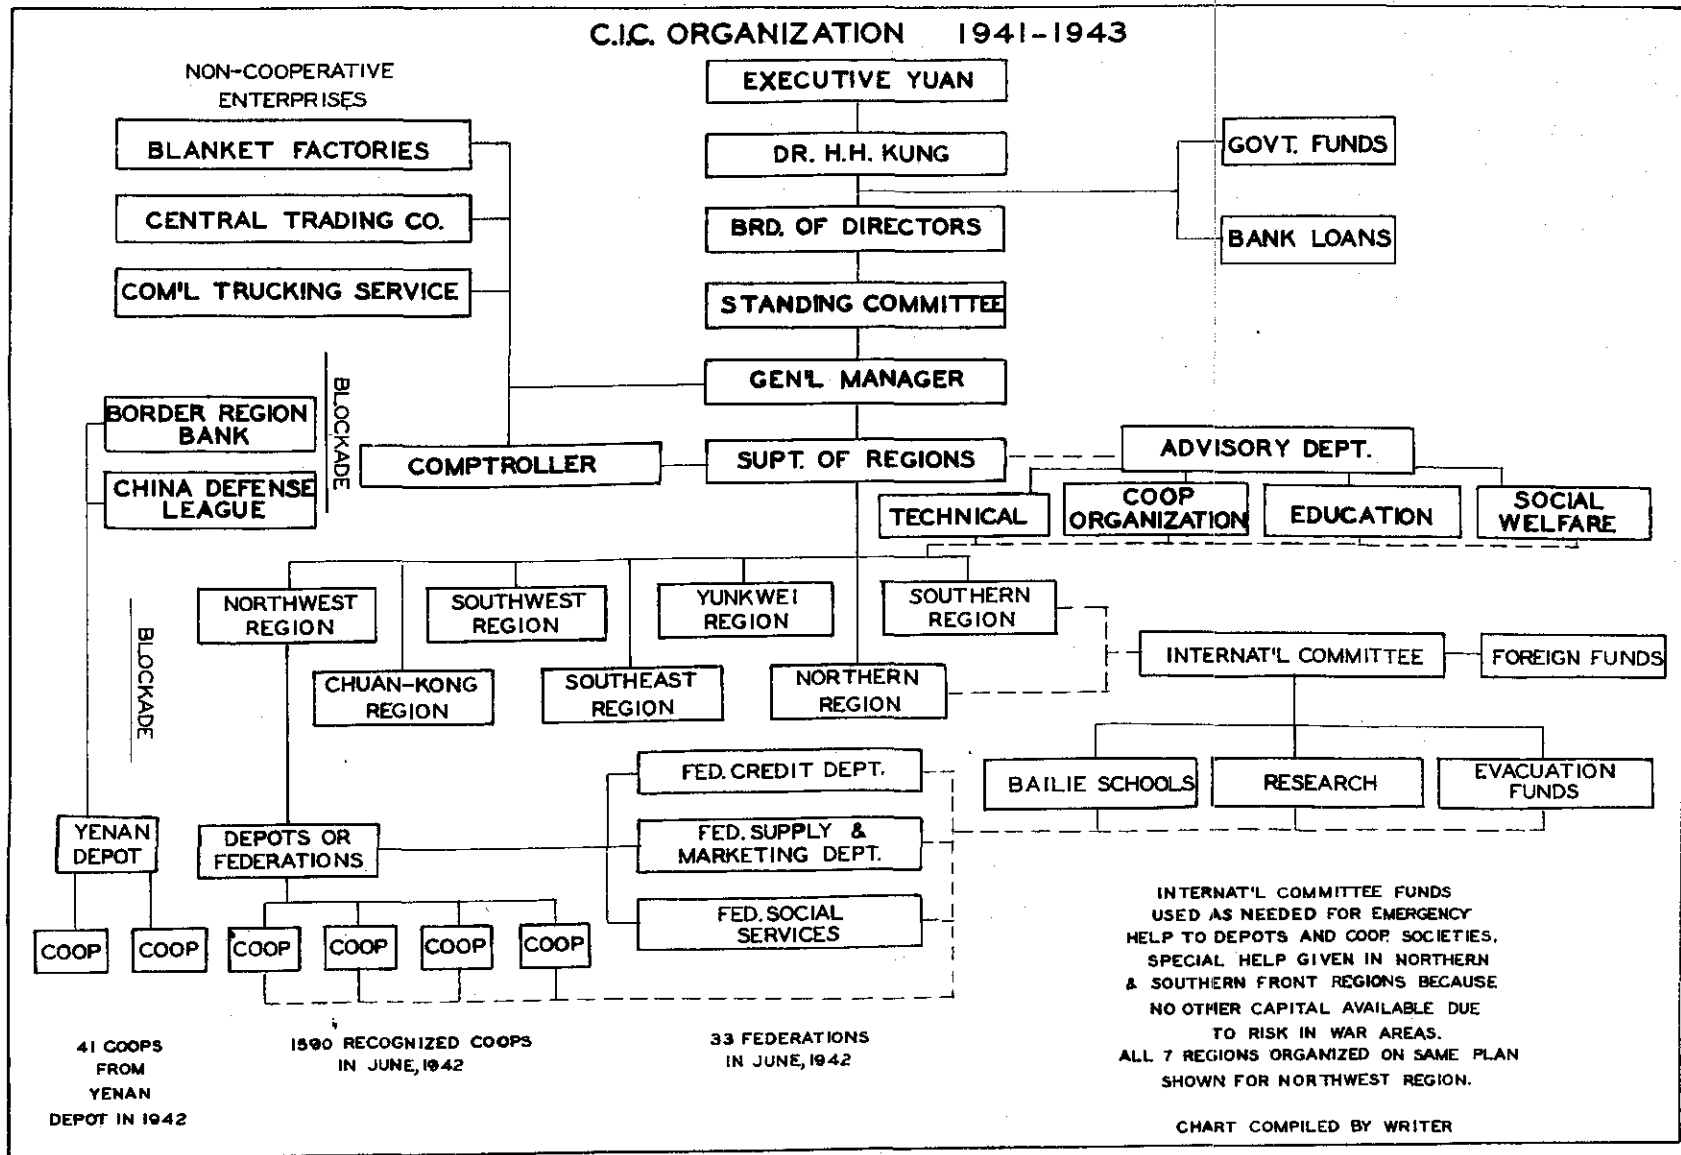 C.I.C. ORGANIZATION 1941-1943
NON-COOPERATIVE
ENTERPRISES
EXECUTIVE YUAN
BLANKET FACTORIES
DR. H.H. KUNG
GOVT. FUNDS
CENTRAL TRADING CO.
BRD. OF DIRECTORS
BANK LOANS
COM'L TRUCKING SERVICE
STANDING COMMITTEE
GEN'L MANAGER
BLOCKADE
BORDER REGION
BANK
COMPTROLLER
SUPT. OF REGIONS
ADVISORY DEPT.
CHINA DEFENSE
LEAGUE
TECHNICAL
COOP
ORGANIZATION
EDUCATION
SOCIAL
WELFARE
BLOCKADE
NORTHWEST
REGION
SOUTHWEST
REGION
YUNKWEI
REGION
SOUTHERN
REGION
CHUAN-KONG
REGION
SOUTHEAST
REGION
NORTHERN
REGION
INTERNAT'L COMMITTEE
FOREIGN FUNDS
FED. CREDIT DEPT.
BAILIE SCHOOLS
RESEARCH
EVACUATION
FUNDS
YENAN
DEPOT
DEPOTS OR
FEDERATIONS
FED. SUPPLY &
MARKETING DEPT.
FED. SOCIAL
SERVICES
COOP
COOP
COOP
COOP
COOP
COOP
41 COOPS
FROM
YENAN
DEPOT IN 1942
1590 RECOGNIZED COOPS
IN JUNE, 1942
33 FEDERATIONS
IN JUNE, 1942
INTERNAT'L COMMITTEE FUNDS
USED AS NEEDED FOR EMERGENCY
HELP TO DEPOTS AND COOP. SOCIETIES,
SPECIAL HELP GIVEN IN NORTHERN
& SOUTHERN FRONT REGIONS BECAUSE
NO OTHER CAPITAL AVAILABLE DUE
TO RISK IN WAR AREAS.
ALL 7 REGIONS ORGANIZED ON SAME PLAN
SHOWN FOR NORTHWEST REGION.
CHART COMPILED BY WRITER